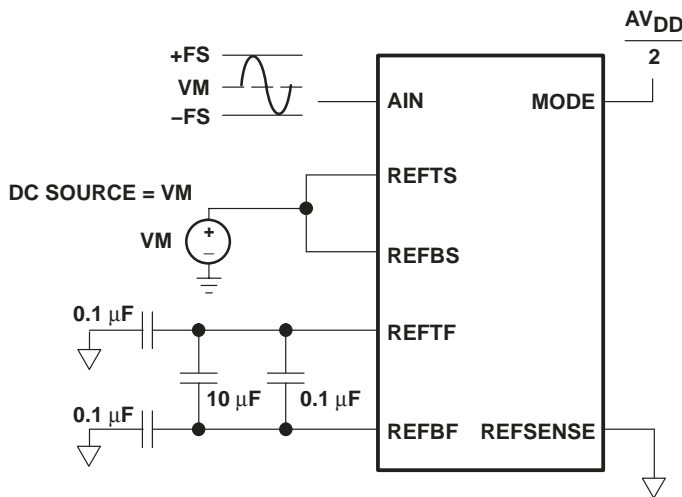 AVDD
2
+FS
VM
–FS
AIN
MODE
REFTS
DC SOURCE = VM
VM
+
–
REFBS
0.1 µF
REFTF
10 µF
0.1 µF
0.1 µF
REFBF
REFSENSE